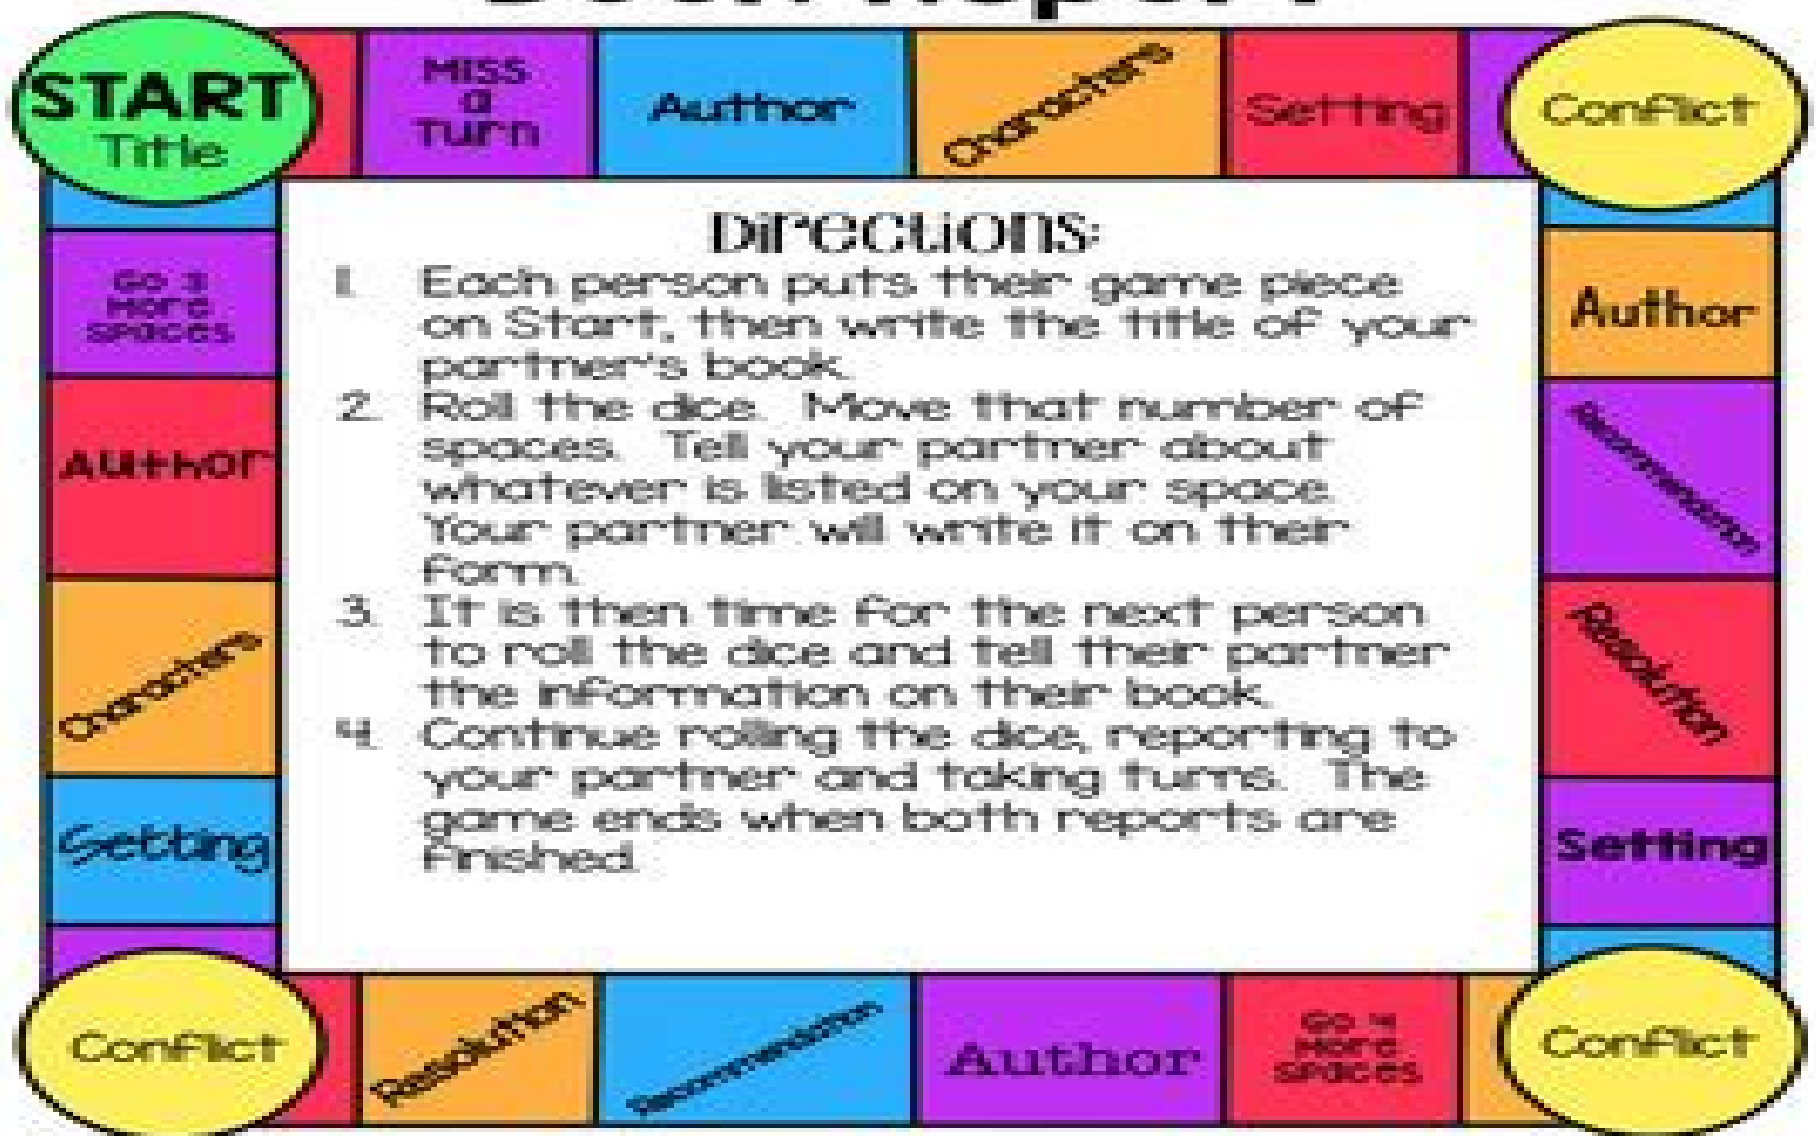 START
Title
Miss
a
Turn
Author
Characters
Setting
Conflict
Go 3
More
spaces
Author
Characters
Setting
Conflict
Directions:
1. Each person puts their game piece
on Start, then write the title of your
partner's book.
2. Roll the dice. Move that number of
spaces. Tell your partner about
whatever is listed on your space.
Your partner will write it on their
form.
3. It is then time for the next person
to roll the dice and tell their partner
the information on their book.
4. Continue rolling the dice, reporting to
your partner and taking turns. The
game ends when both reports are
finished.
Author
Recommendation
Resolution
Setting
Conflict
Resolution
Recommendation
Author
Go 4
More
spaces